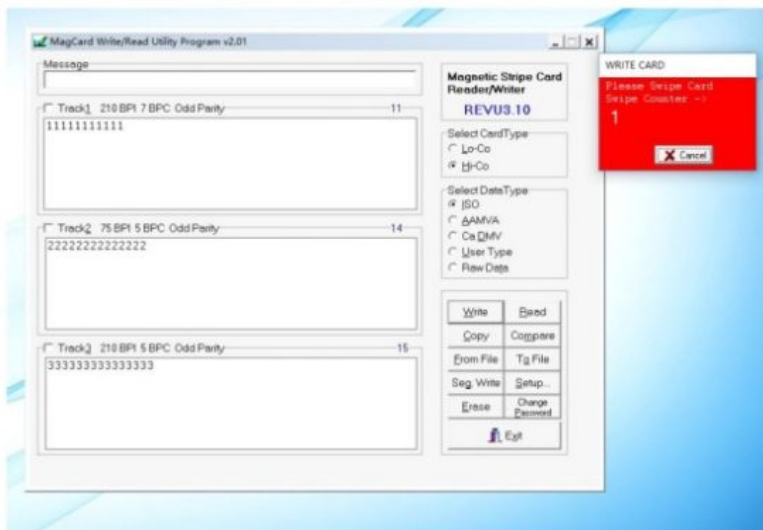 MagCard Write/Read Utility Program v2.01
Message
Track1 210 BPI 7 BPC Odd Parity 11
11111111111
Track2 75 BPI 5 BPC Odd Parity 14
22222222222222
Track3 210 BPI 5 BPC Odd Parity 15
333333333333333
Magnetic Stripe Card
Reader/Writer
REVU3.10
Select CardType
Lo-Co
Hi-Co
Select DataType
ISO
AAMVA
Ca DMV
User Type
Raw Data
Write Read
Copy Compare
From File To File
Seg. Write Setup...
Erase Change Password
Exit
WRITE CARD
Please Swipe Card
Swipe Counter ->
1
Cancel